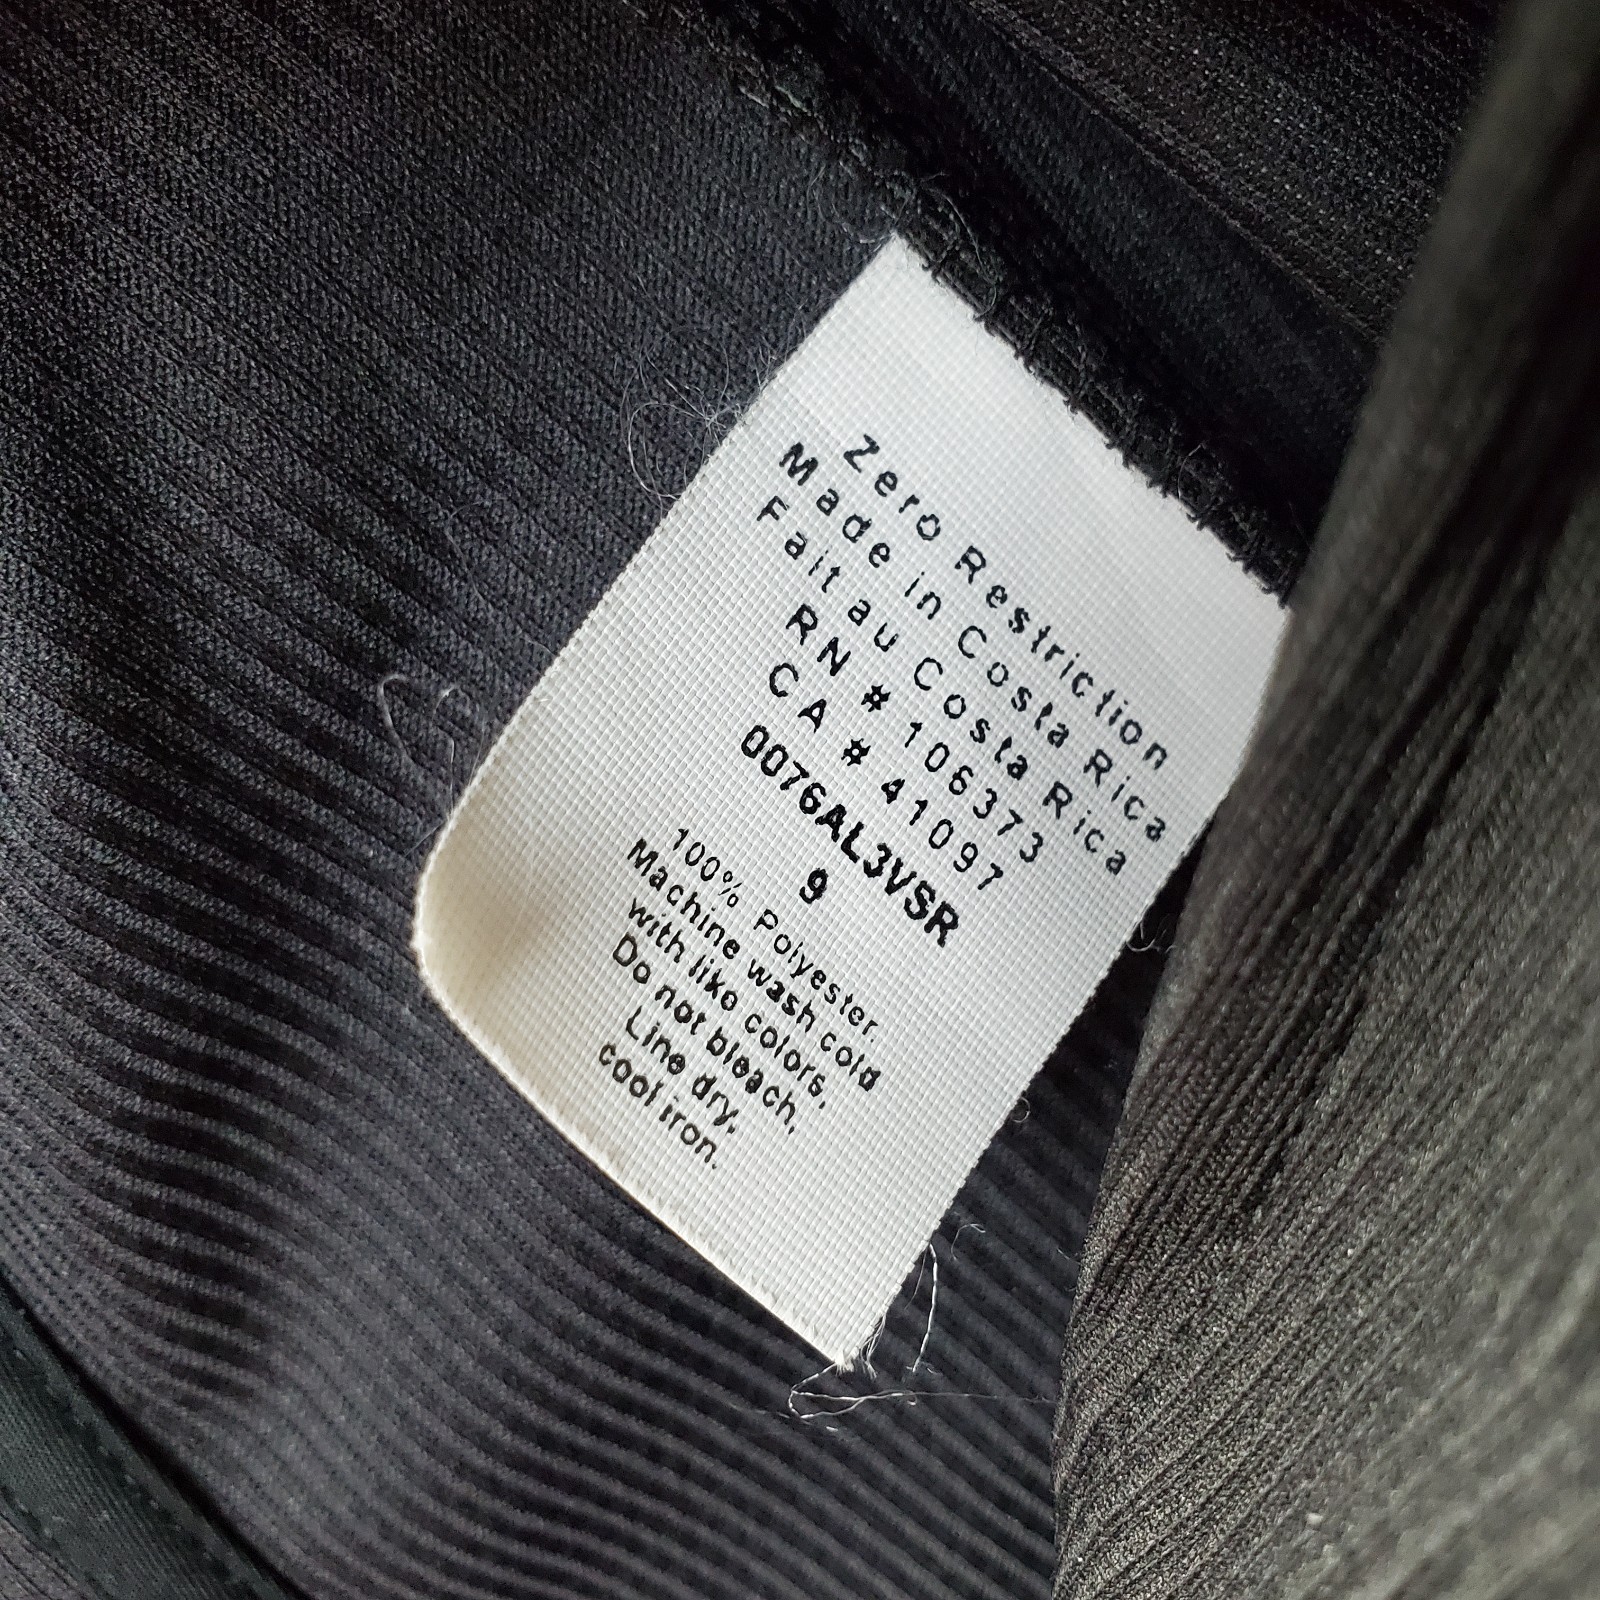 Zero Restriction
Made in Costa Rica
Fait au Costa Rica
RN # 106373
CA # 41097
0076AL3VSR
9
100% Polyester.
Machine wash cold
with like colors,
Do not bleach,
Line dry,
cool iron.